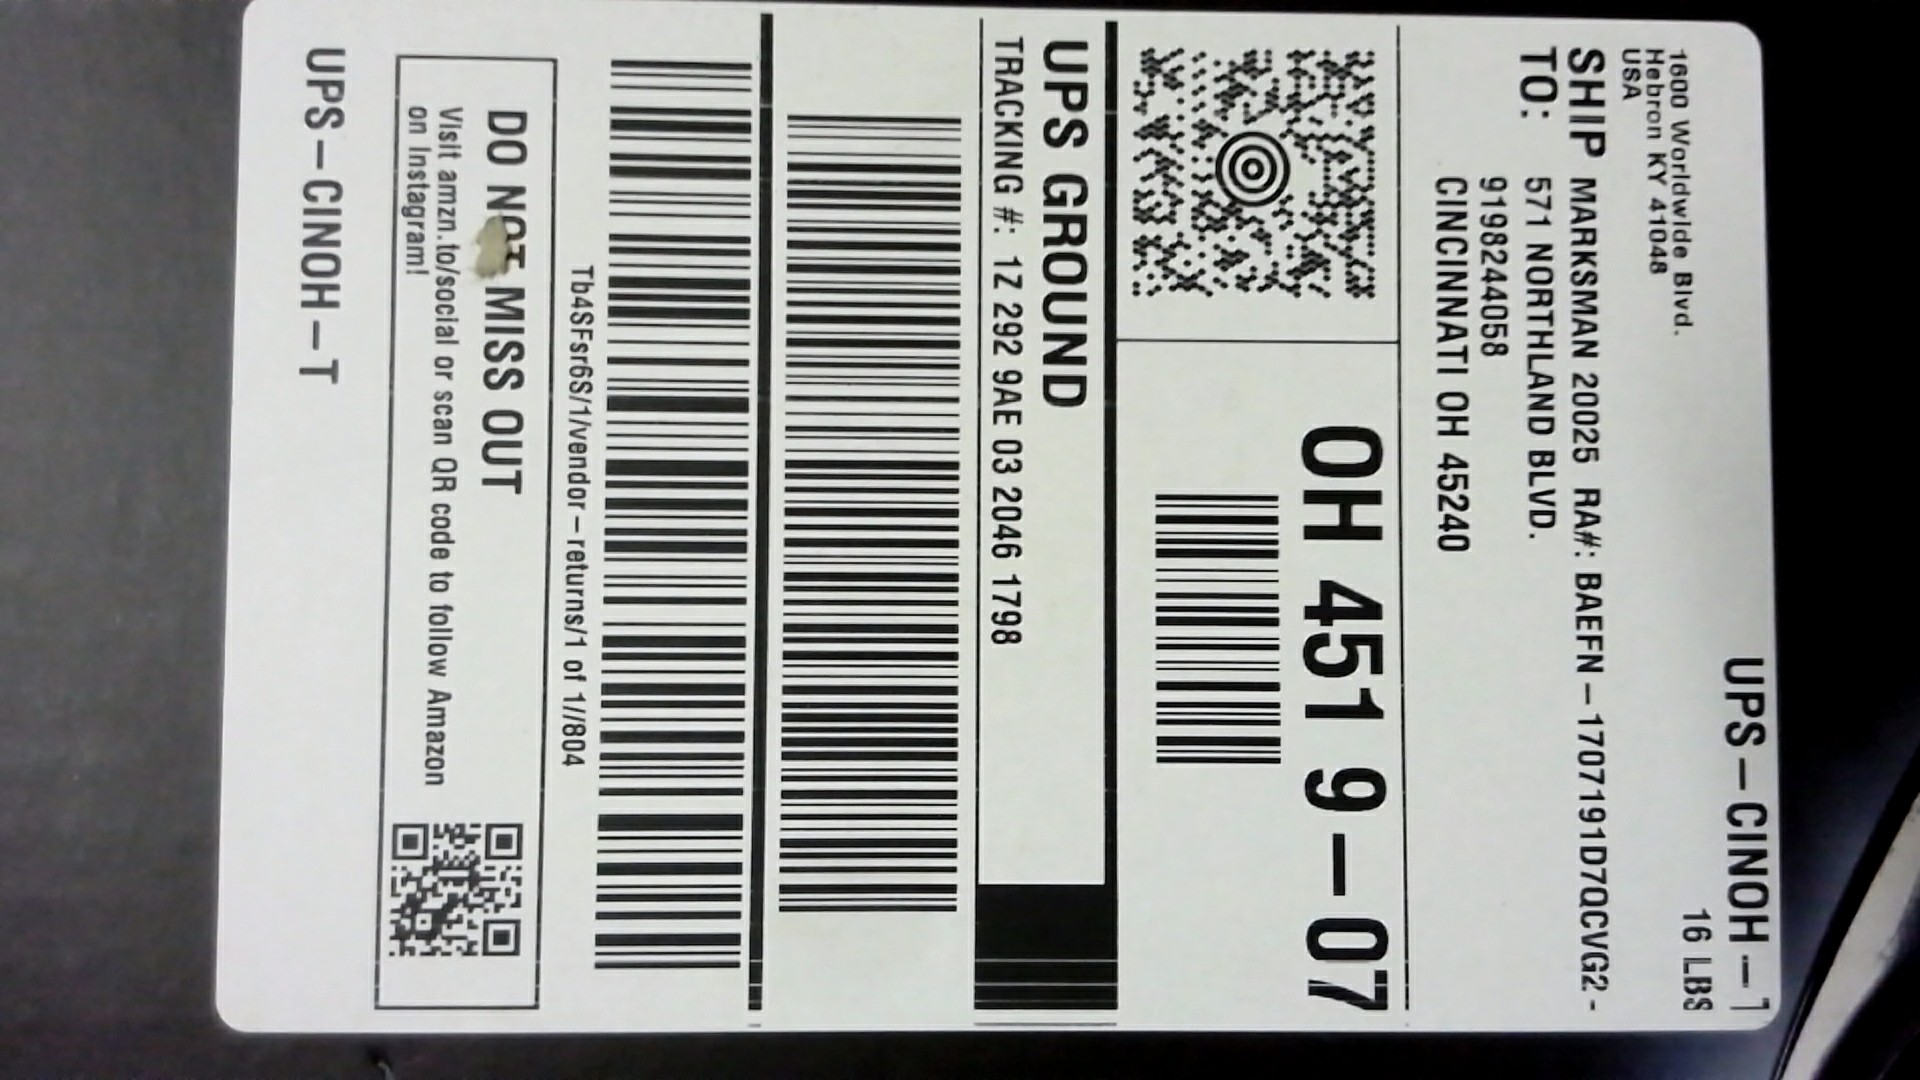 UPS-CINOH-T
16 LBS
1600 Worldwide Blvd.
Hebron KY 41048
USA
SHIP MARKSMAN 20025 RA#: BAEFN-1707191D7QCVG2-
TO: 571 NORTHLAND BLVD.
9198244058
CINCINNATI OH 45240
OH 451 9-07
UPS GROUND
TRACKING #: 1Z 292 9AE 03 2046 1798
Tb4SFsr6S/1/vendor-returns/1 of 1//804
DO NOT MISS OUT
Visit amzn.to/social or scan QR code to follow Amazon
on Instagram!
UPS-CINOH-T